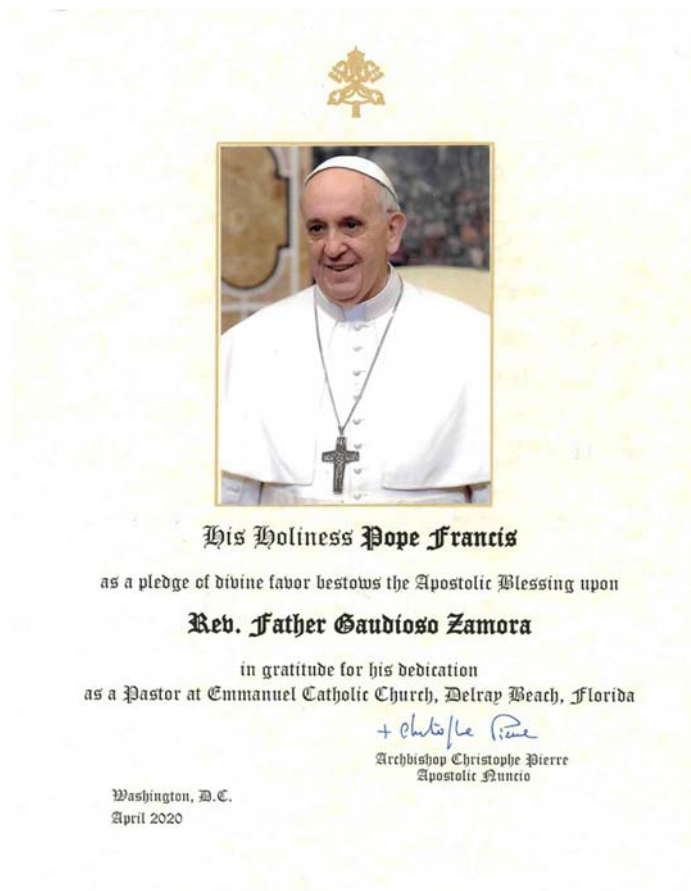 His Holiness Pope Francis
as a pledge of divine favor bestows the Apostolic Blessing upon
Rev. Father Gaudioso Zamora
in gratitude for his dedication
as a Pastor at Emmanuel Catholic Church, Delray Beach, Florida
+ Christophe Pierre
Archbishop Christophe Pierre
Apostolic Nuncio
Washington, D.C.
April 2020